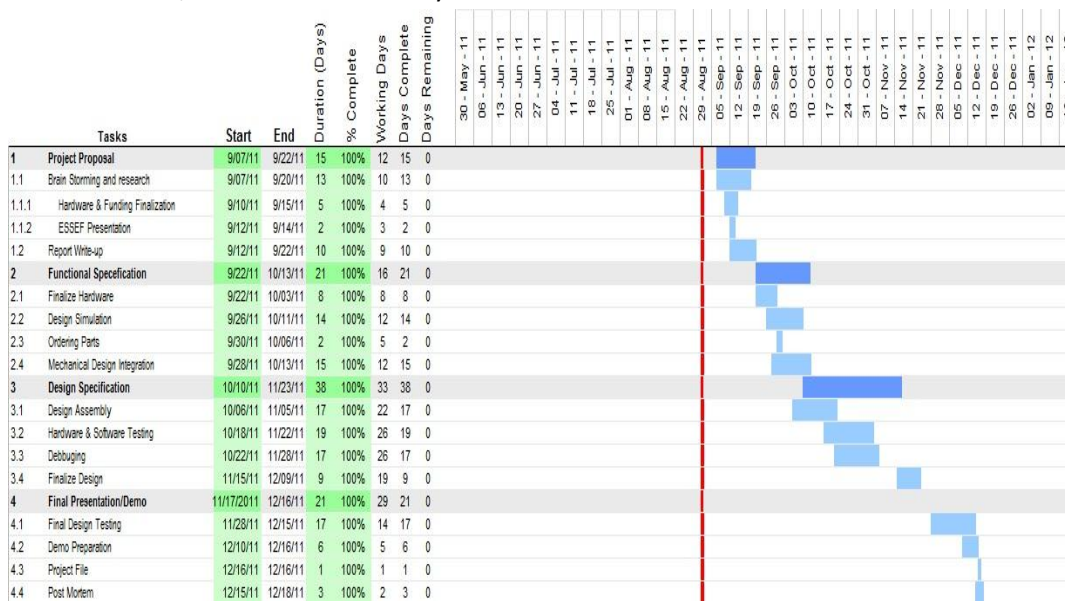 Tasks Start End Duration (Days) % Complete Working Days Days Complete Days Remaining 30 - May - 11 06 - Jun - 11 13 - Jun - 11 20 - Jun - 11 27 - Jun - 11 04 - Jul - 11 11 - Jul - 11 18 - Jul - 11 25 - Jul - 11 01 - Aug - 11 08 - Aug - 11 15 - Aug - 11 22 - Aug - 11 29 - Aug - 11 05 - Sep - 11 12 - Sep - 11 19 - Sep - 11 26 - Sep - 11 03 - Oct - 11 10 - Oct - 11 17 - Oct - 11 24 - Oct - 11 31 - Oct - 11 07 - Nov - 11 14 - Nov - 11 21 - Nov - 11 28 - Nov - 11 05 - Dec - 11 12 - Dec - 11 19 - Dec - 11 26 - Dec - 11 02 - Jan - 12 09 - Jan - 12
1 Project Proposal 9/07/11 9/22/11 15 100% 12 15 0
1.1 Brain Storming and research 9/07/11 9/20/11 13 100% 10 13 0
1.1.1 Hardware & Funding Finalization 9/10/11 9/15/11 5 100% 4 5 0
1.1.2 ESSEF Presentation 9/12/11 9/14/11 2 100% 3 2 0
1.2 Report Write-up 9/12/11 9/22/11 10 100% 9 10 0
2 Functional Specefification 9/22/11 10/13/11 21 100% 16 21 0
2.1 Finalize Hardware 9/22/11 10/03/11 8 100% 8 8 0
2.2 Design Simulation 9/26/11 10/11/11 14 100% 12 14 0
2.3 Ordering Parts 9/30/11 10/06/11 2 100% 5 2 0
2.4 Mechanical Design Integration 9/28/11 10/13/11 15 100% 12 15 0
3 Design Specification 10/10/11 11/23/11 38 100% 33 38 0
3.1 Design Assembly 10/06/11 11/05/11 17 100% 22 17 0
3.2 Hardware & Software Testing 10/18/11 11/22/11 19 100% 26 19 0
3.3 Debbuging 10/22/11 11/28/11 17 100% 26 17 0
3.4 Finalize Design 11/15/11 12/09/11 9 100% 19 9 0
4 Final Presentation/Demo 11/17/2011 12/16/11 21 100% 29 21 0
4.1 Final Design Testing 11/28/11 12/15/11 17 100% 14 17 0
4.2 Demo Preparation 12/10/11 12/16/11 6 100% 5 6 0
4.3 Project File 12/16/11 12/16/11 1 100% 1 1 0
4.4 Post Mortem 12/15/11 12/18/11 3 100% 2 3 0